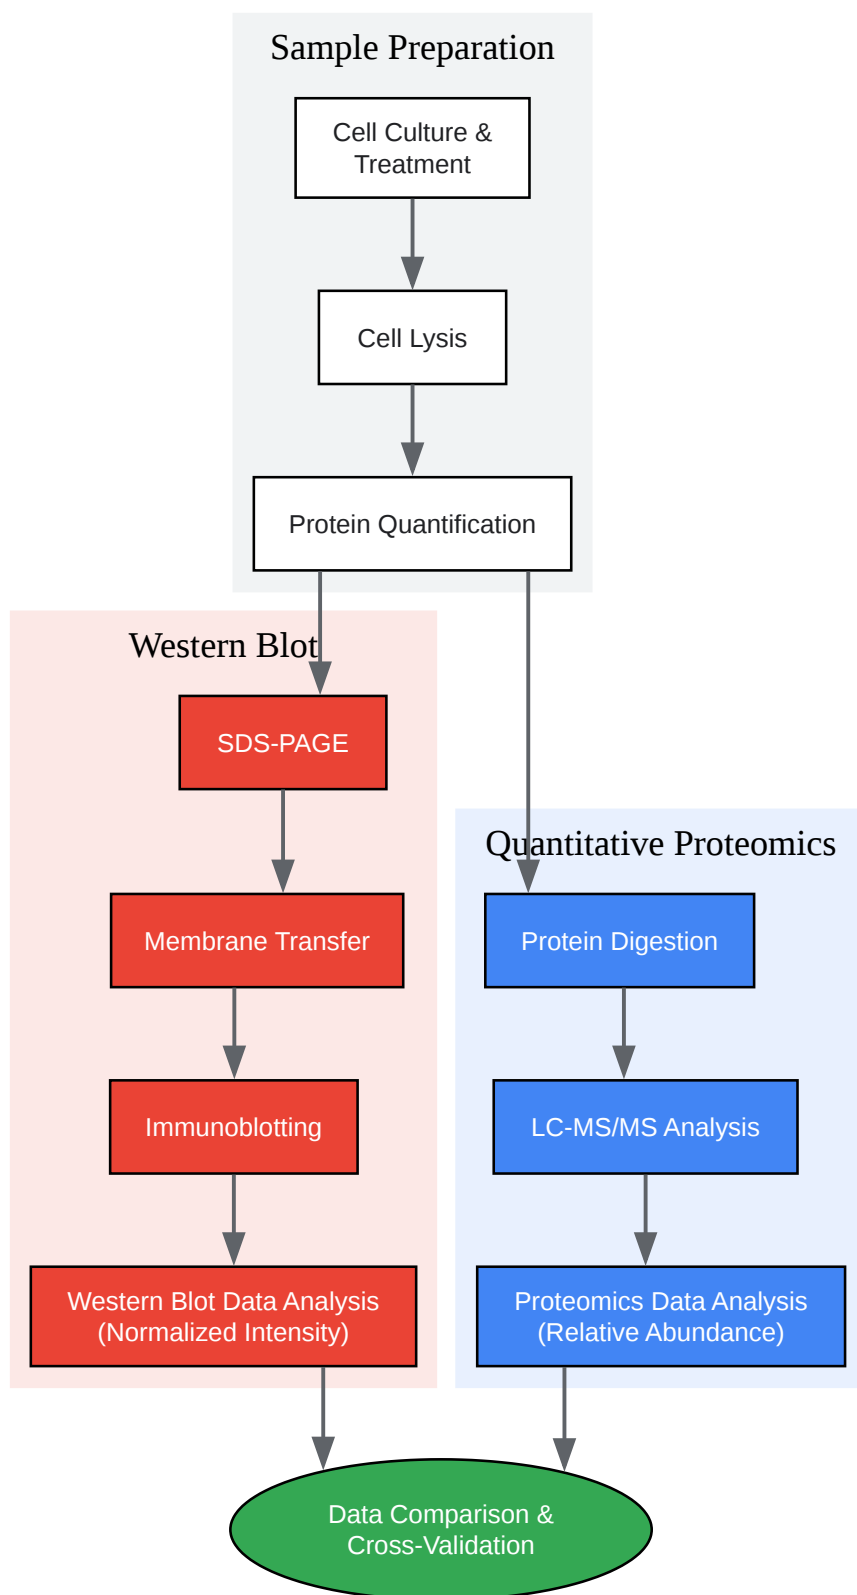 Sample Preparation
Cell Culture &
Treatment
Cell Lysis
Protein Quantification
Western Blot
SDS-PAGE
Membrane Transfer
Immunoblotting
Western Blot Data Analysis
(Normalized Intensity)
Quantitative Proteomics
Protein Digestion
LC-MS/MS Analysis
Proteomics Data Analysis
(Relative Abundance)
Data Comparison &
Cross-Validation